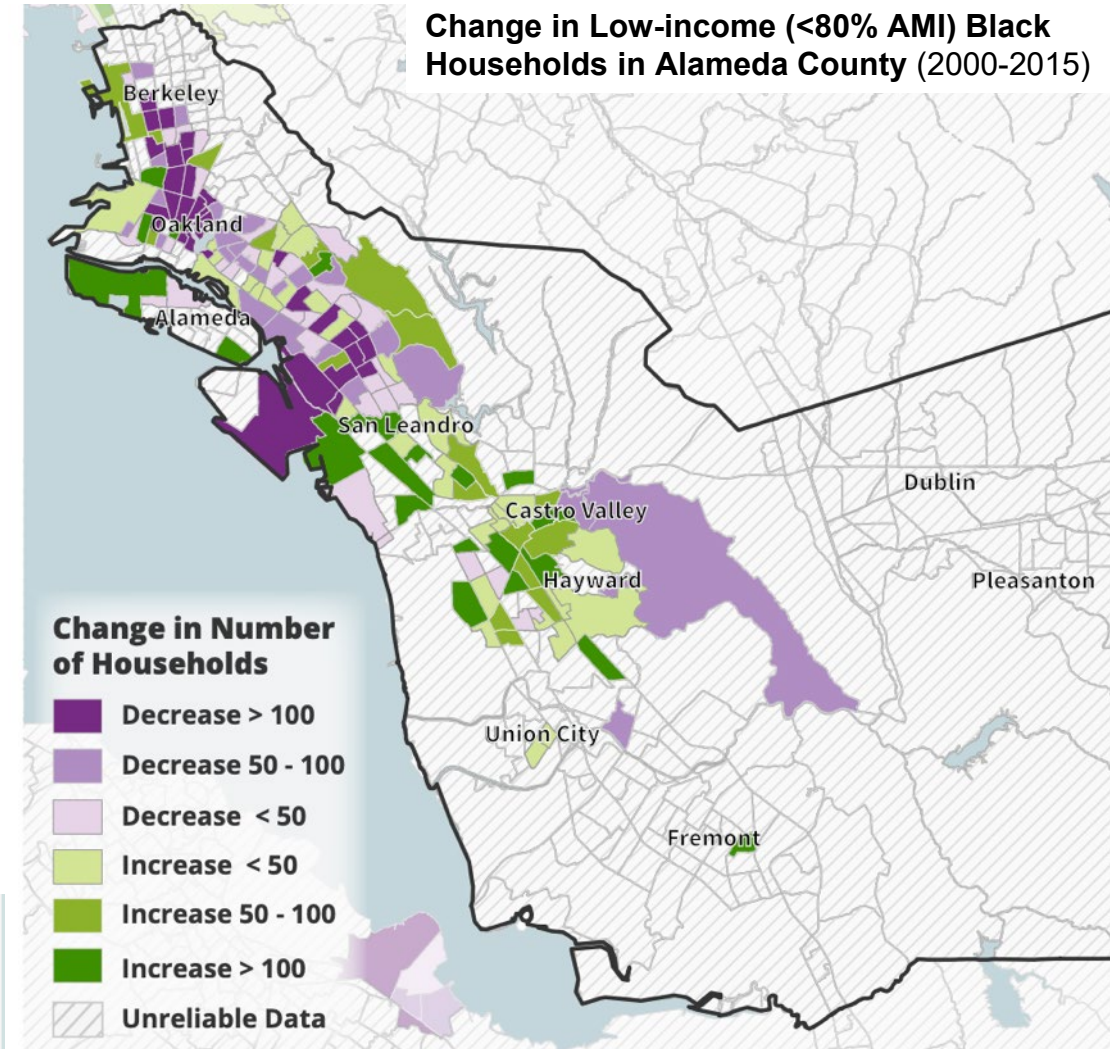 Change in Low-income (<80% AMI) Black
Households in Alameda County (2000-2015)
Berkeley
Oakland
Alameda
San Leandro
Castro Valley
Dublin
Hayward
Pleasanton
Union City
Fremont
Change in Number
of Households
Decrease > 100
Decrease 50 - 100
Decrease < 50
Increase < 50
Increase 50 - 100
Increase > 100
Unreliable Data